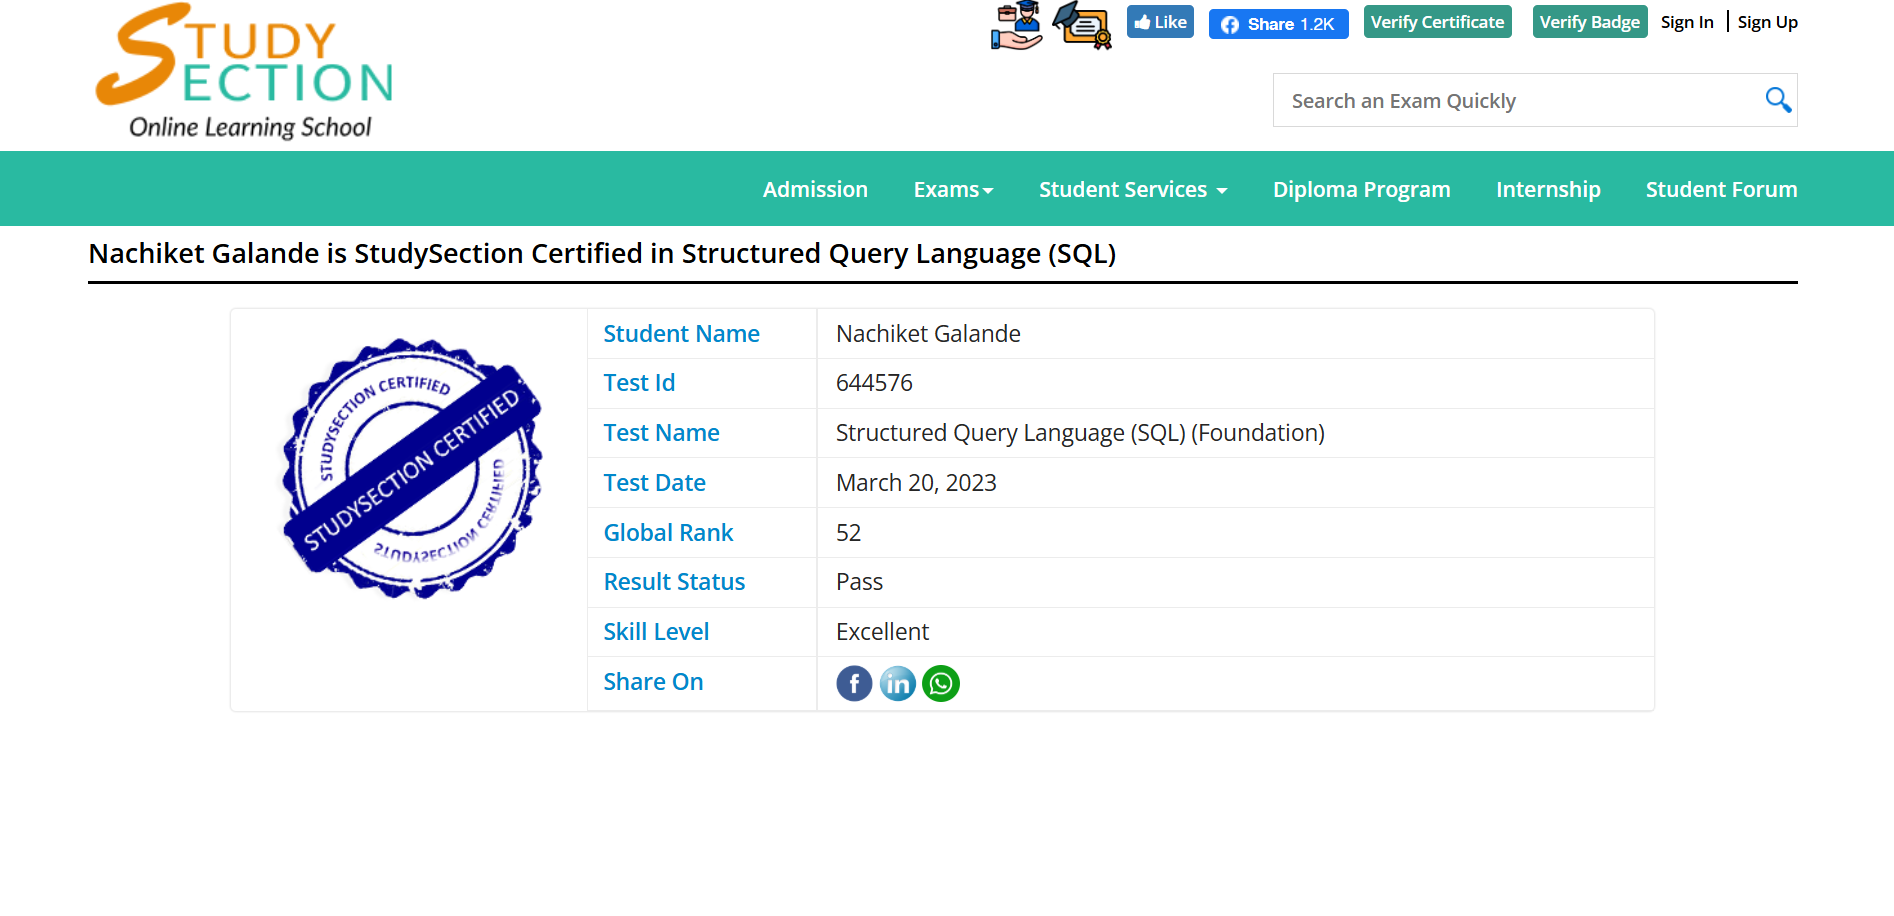 STUDY
SECTION
Online Learning School
Like
Share 1.2K
Verify Certificate
Verify Badge
Sign In
Sign Up
Search an Exam Quickly
Admission
Exams
Student Services
Diploma Program
Internship
Student Forum
Nachiket Galande is StudySection Certified in Structured Query Language (SQL)
STUDYSECTION CERTIFIED
STUDYSECTION CERTIFIED
STUDYSECTION CERTIFIED
Student Name Nachiket Galande
Test Id 644576
Test Name Structured Query Language (SQL) (Foundation)
Test Date March 20, 2023
Global Rank 52
Result Status Pass
Skill Level Excellent
Share On f in